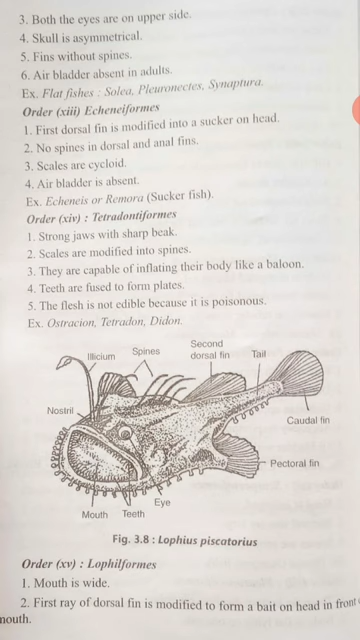 3. Both the eyes are on upper side.
4. Skull is asymmetrical.
5. Fins without spines.
6. Air bladder absent in adults.
Ex. Flat fishes : Solea, Pleuronectes, Synaptura.
Order (xiii) Echeneiformes
1. First dorsal fin is modified into a sucker on head.
2. No spines in dorsal and anal fins.
3. Scales are cycloid.
4. Air bladder is absent.
Ex. Echeneis or Remora (Sucker fish).
Order (xiv) : Tetradontiformes
1. Strong jaws with sharp beak.
2. Scales are modified into spines.
3. They are capable of inflating their body like a baloon.
4. Teeth are fused to form plates.
5. The flesh is not edible because it is poisonous.
Ex. Ostracion, Tetradon, Didon.
Illicium
Spines
Second
dorsal fin
Tail
Nostril
Caudal fin
Pectoral fin
Eye
Mouth
Teeth
Fig. 3.8 : Lophius piscatorius
Order (xv) : Lophilformes
1. Mouth is wide.
2. First ray of dorsal fin is modified to form a bait on head in front
mouth.